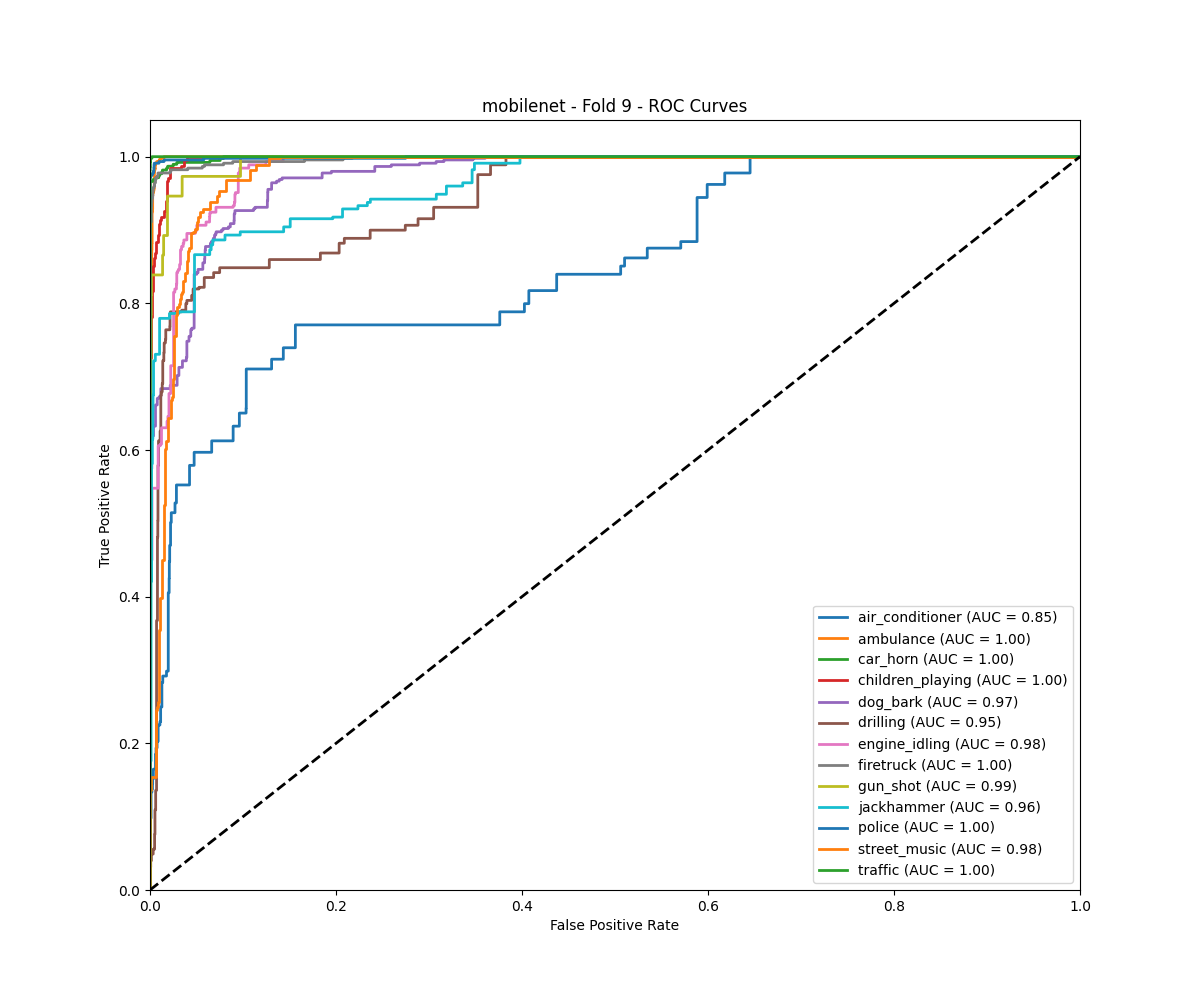 mobilenet - Fold 9 - ROC Curves
True Positive Rate
1.0
0.8
0.6
0.4
0.2
0.0
air_conditioner (AUC = 0.85)
ambulance (AUC = 1.00)
car_horn (AUC = 1.00)
children_playing (AUC = 1.00)
dog_bark (AUC = 0.97)
drilling (AUC = 0.95)
engine_idling (AUC = 0.98)
firetruck (AUC = 1.00)
gun_shot (AUC = 0.99)
jackhammer (AUC = 0.96)
police (AUC = 1.00)
street_music (AUC = 0.98)
traffic (AUC = 1.00)
0.0 0.2 0.4 0.6 0.8 1.0
False Positive Rate